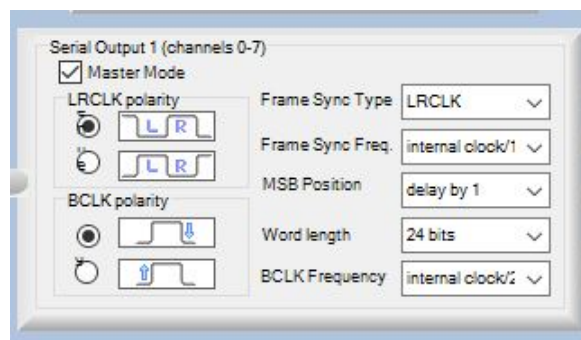 Serial Output 1 (channels 0-7)
Master Mode
LRCLK polarity
L R
L R
BCLK polarity
Frame Sync Type LRCLK
Frame Sync Freq. internal clock/1
MSB Position delay by 1
Word length 24 bits
BCLK Frequency internal clock/2